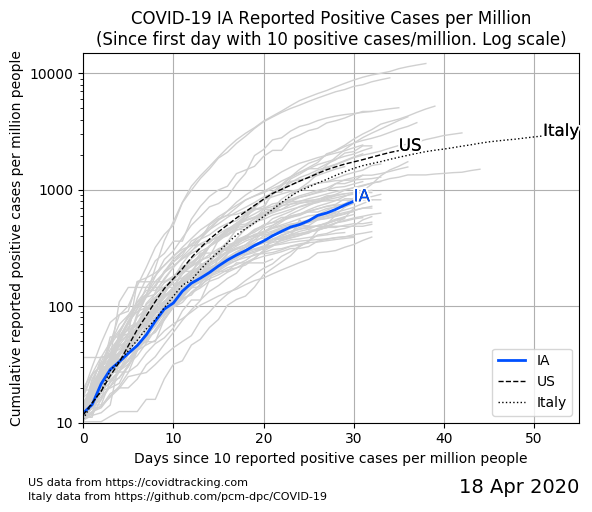 COVID-19 IA Reported Positive Cases per Million
(Since first day with 10 positive cases/million. Log scale)
Cumulative reported positive cases per million people
10000
1000
100
10
Italy
US
IA
IA
US
Italy
0
10
20
30
40
50
Days since 10 reported positive cases per million people
US data from https://covidtracking.com
Italy data from https://github.com/pcm-dpc/COVID-19
18 Apr 2020